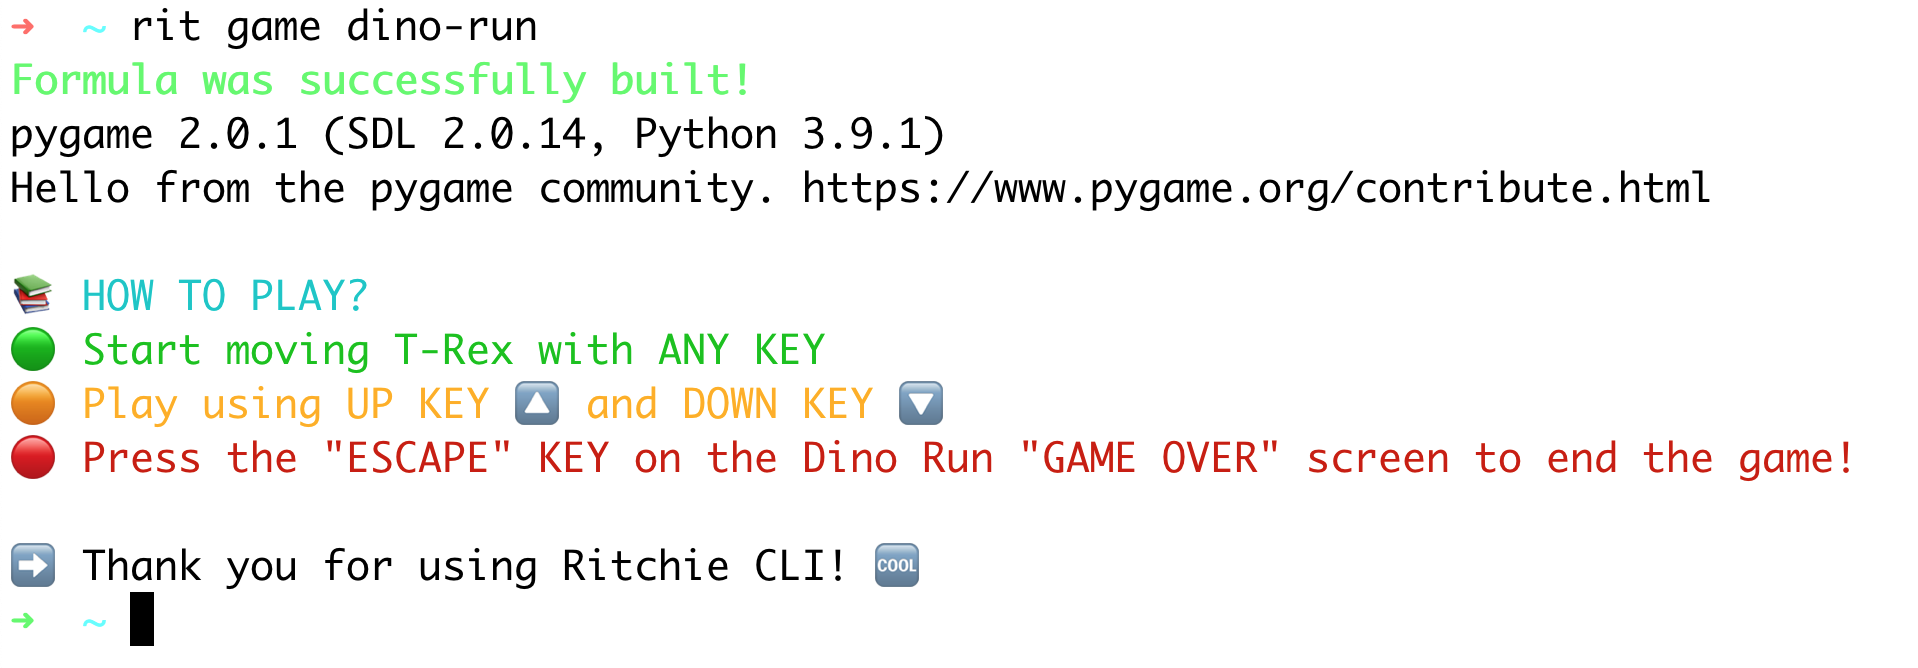 ➜  ~ rit game dino-run
Formula was successfully built!
pygame 2.0.1 (SDL 2.0.14, Python 3.9.1)
Hello from the pygame community. https://www.pygame.org/contribute.html
📚 HOW TO PLAY?
🟢 Start moving T-Rex with ANY KEY
🟠 Play using UP KEY 🔼 and DOWN KEY 🔽
🔴 Press the "ESCAPE" KEY on the Dino Run "GAME OVER" screen to end the game!
➡️ Thank you for using Ritchie CLI! 🆒
➜  ~